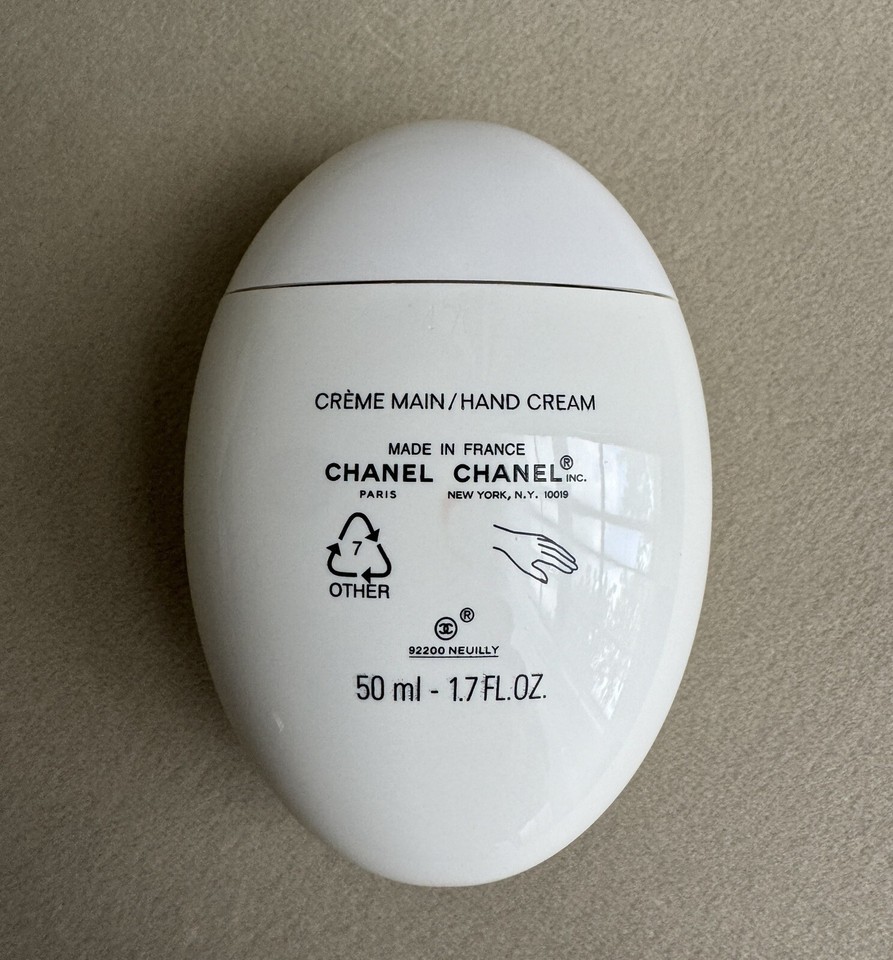 CRÈME MAIN/HAND CREAM
MADE IN FRANCE
CHANEL CHANEL® INC.
PARIS NEW YORK, N.Y. 10019
7
OTHER
®
92200 NEUILLY
50 ml - 1.7 FL.OZ.